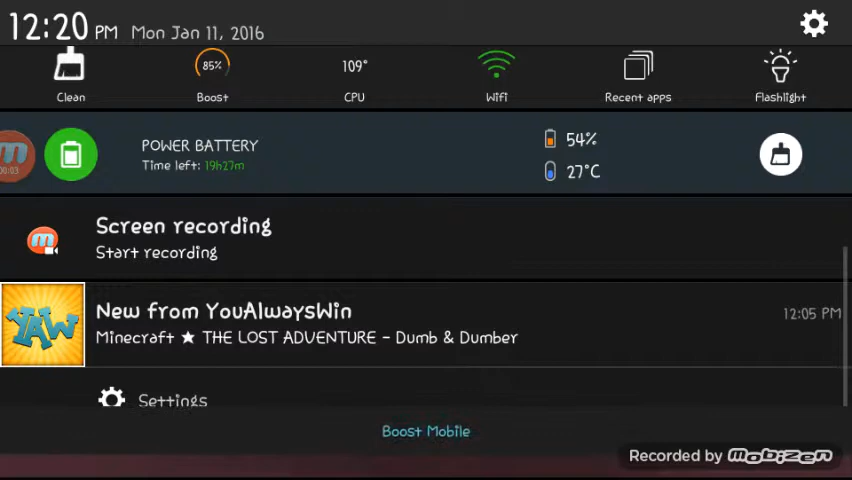 12:20 PM Mon Jan 11, 2016
85% 109°
Clean Boost CPU Wifi Recent apps Flashlight
POWER BATTERY 54%
Time left: 19h27m 27°C
00:03
Screen recording
Start recording
New from YouAlwaysWin 12:05 PM
Minecraft ★ THE LOST ADVENTURE - Dumb & Dumber
YAW
Settings
Boost Mobile
Recorded by mobizen